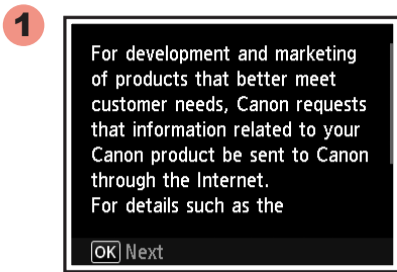 1
For development and marketing
of products that better meet
customer needs, Canon requests
that information related to your
Canon product be sent to Canon
through the Internet.
For details such as the
OK Next